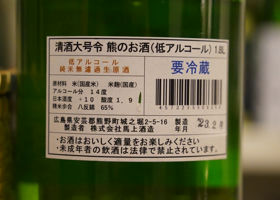 清酒大号令 熊のお酒(低アルコール) 1.8L
低アルコール
純米無濾過生原酒
要冷蔵
原材料 米(国産米) 米麹(国産米)
アルコール分 14度
日本酒度 +10 酸度 1.9
精米歩合 八反錦 65%
製造年月 23.2
広島県安芸郡熊野町城之堀2-5-16
製造者 株式会社 馬上酒造
●お酒はおいしく適量をお楽しみください
●未成年者の飲酒は法律で禁止されています。